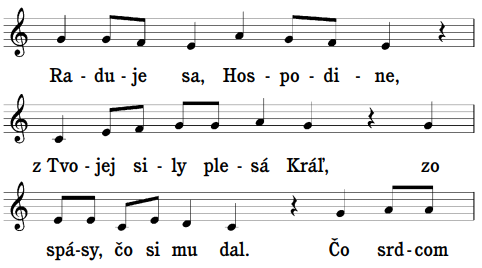 Ra - du - je sa, Hos - po - di - ne,
z Tvo - jej si - ly ple - sá Kráľ, zo
spá - sy, čo si mu dal. Čo srd - com